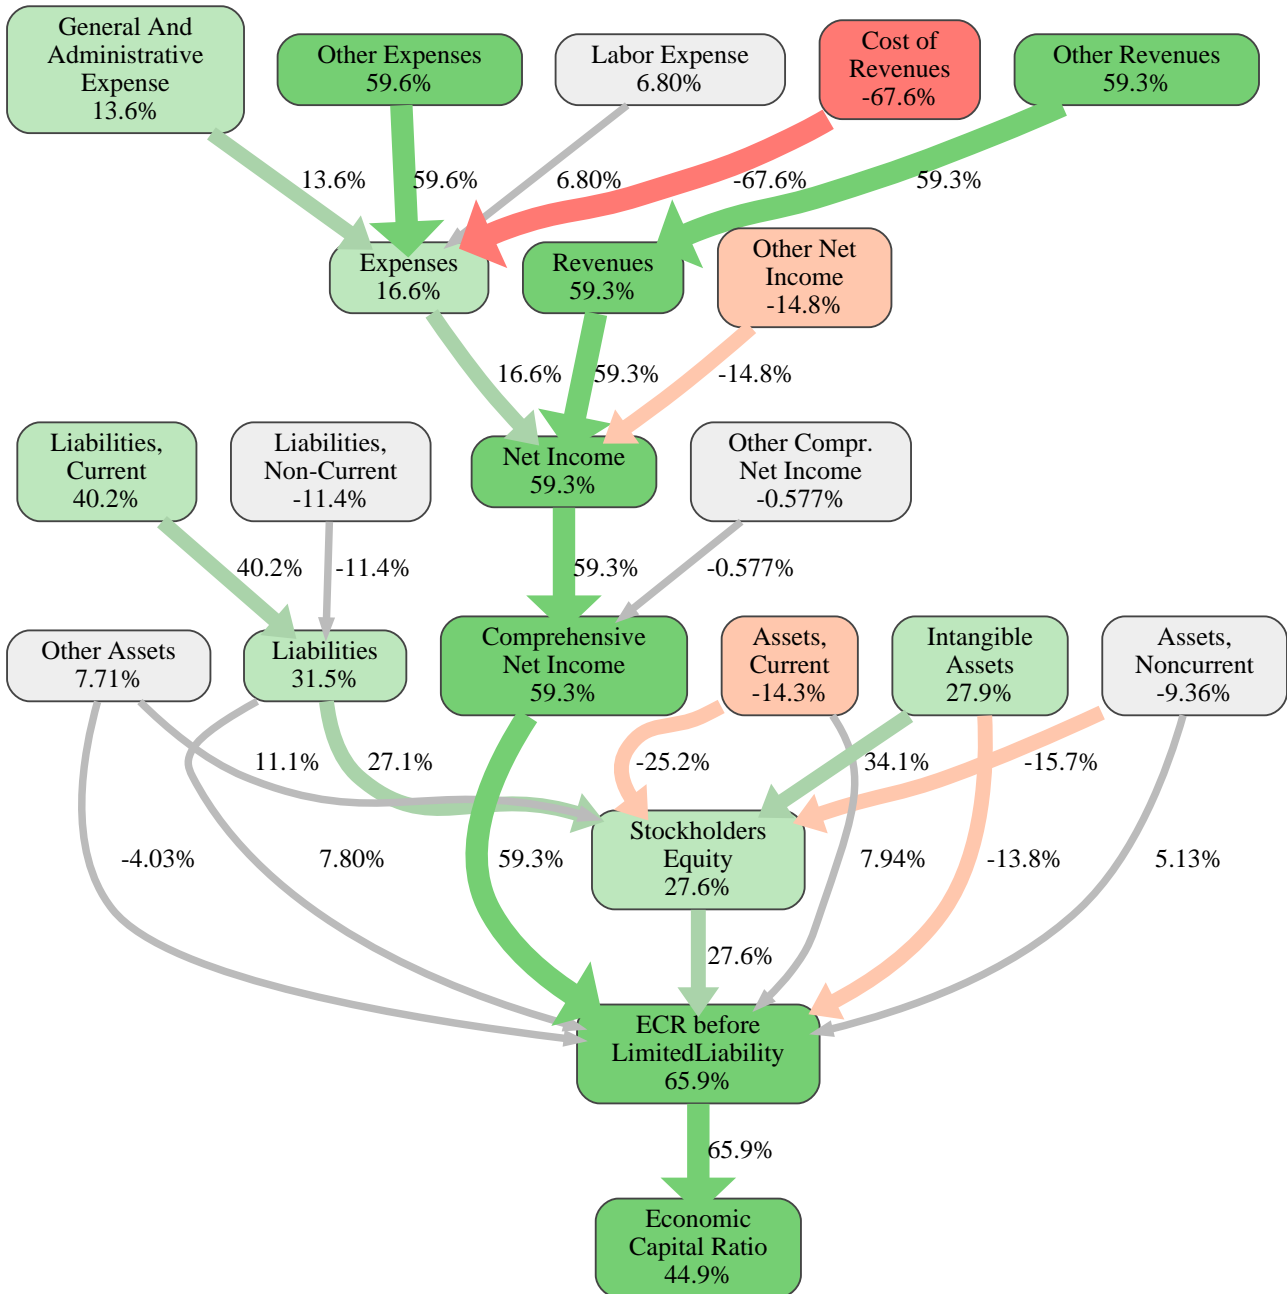 General And
Administrative
Expense
13.6%
Other Expenses
59.6%
Labor Expense
6.80%
Cost of
Revenues
-67.6%
Other Revenues
59.3%
13.6%
59.6%
6.80%
-67.6%
59.3%
Expenses
16.6%
Revenues
59.3%
Other Net
Income
-14.8%
16.6%
59.3%
-14.8%
Liabilities,
Current
40.2%
Liabilities,
Non-Current
-11.4%
Net Income
59.3%
Other Compr.
Net Income
-0.577%
40.2%
-11.4%
59.3%
-0.577%
Other Assets
7.71%
Liabilities
31.5%
Comprehensive
Net Income
59.3%
Assets,
Current
-14.3%
Intangible
Assets
27.9%
Assets,
Noncurrent
-9.36%
11.1%
27.1%
-25.2%
34.1%
-15.7%
Stockholders
Equity
27.6%
-4.03%
7.80%
59.3%
7.94%
-13.8%
5.13%
27.6%
ECR before
LimitedLiability
65.9%
65.9%
Economic
Capital Ratio
44.9%